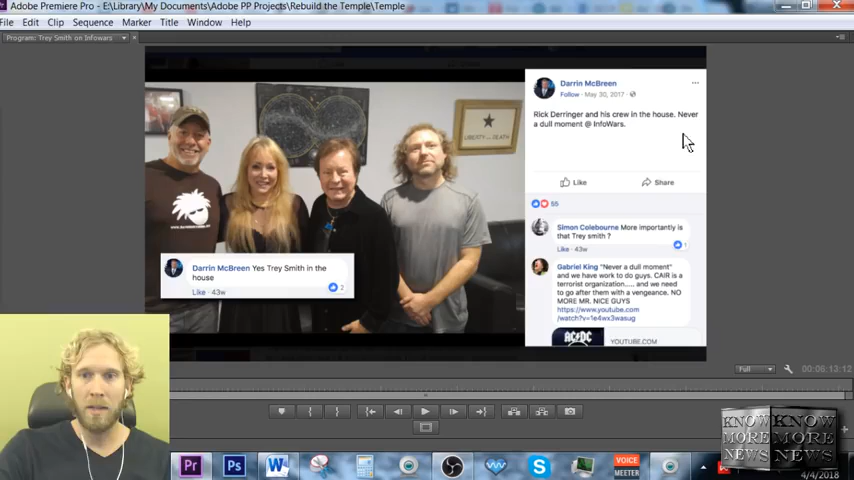 Adobe Premiere Pro - E:\Library\My Documents\Adobe PP Projects\Rebuild the Temple\Temple
File Edit Clip Sequence Marker Title Window Help
Program: Trey Smith on Infowars
LIBERTY DEATH
Darrin McBreen
Follow · May 30, 2017 ·
Rick Derringer and his crew in the house. Never
a dull moment @ InfoWars.
Like Share
55
Simon Colebourne More importantly is
that Trey smith ?
Like · 43w 1
Gabriel King "Never a dull moment"
and we have work to do guys. CAIR is a
terrorist organization..... and we need
to go after them with a vengeance. NO
MORE MR. NICE GUYS
https://www.youtube.com
/watch?v=1e4wx3wasug
AC DC
YOUTUBE.COM
Darrin McBreen Yes Trey Smith in the
house
Like · 43w 2
Full 00:06:13:12
KNOW KNOW
MORE MORE
NEWS NEWS
Pr Ps W S VOICE
MEETER
4/4/2018